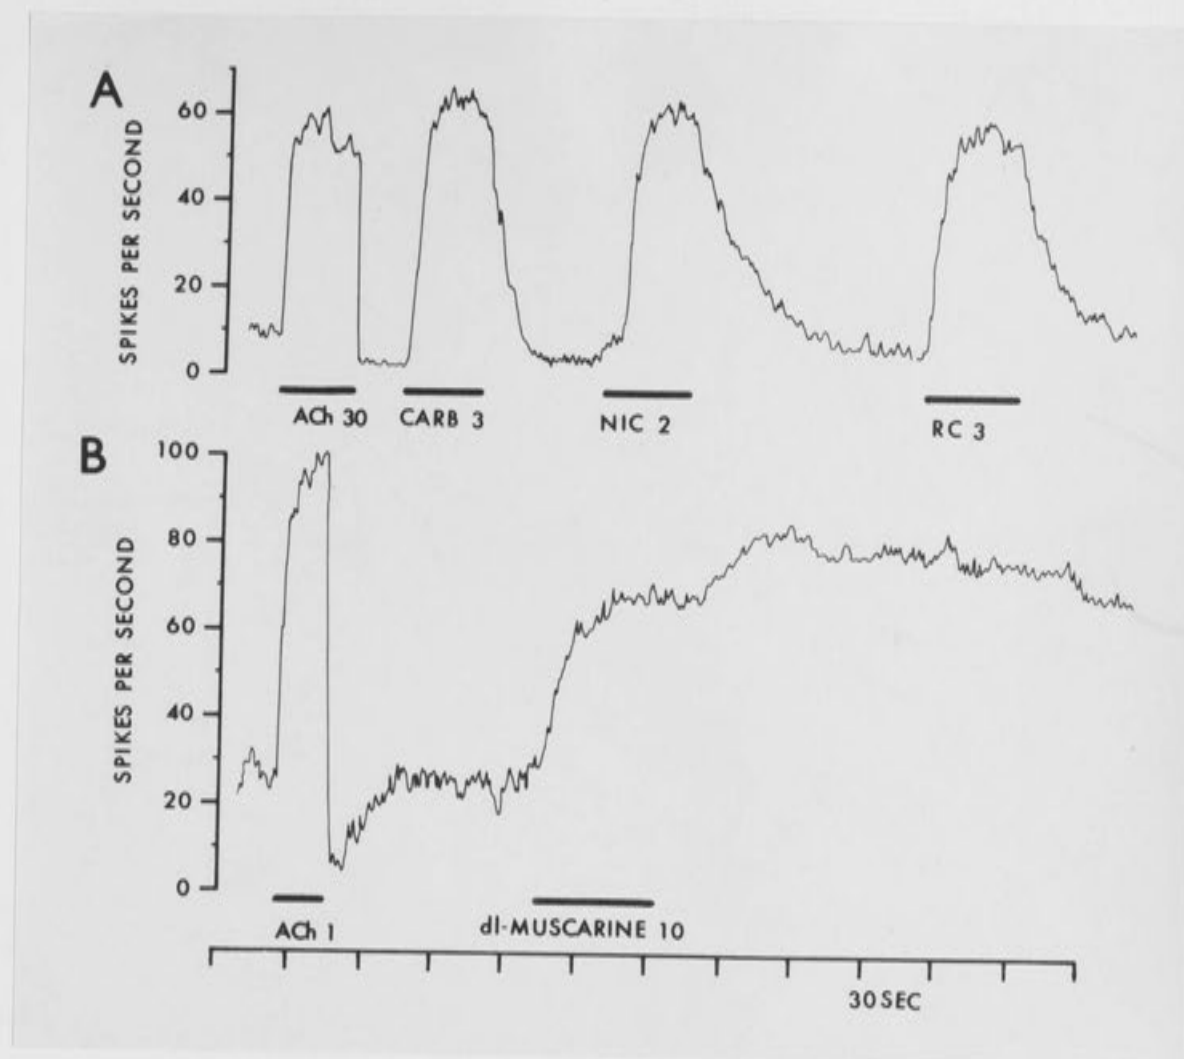 A
SPIKES PER SECOND
60
40
20
0
ACh 30
CARB 3
NIC 2
RC 3
B
SPIKES PER SECOND
100
80
60
40
20
0
ACh 1
dl-MUSCARINE 10
30 SEC